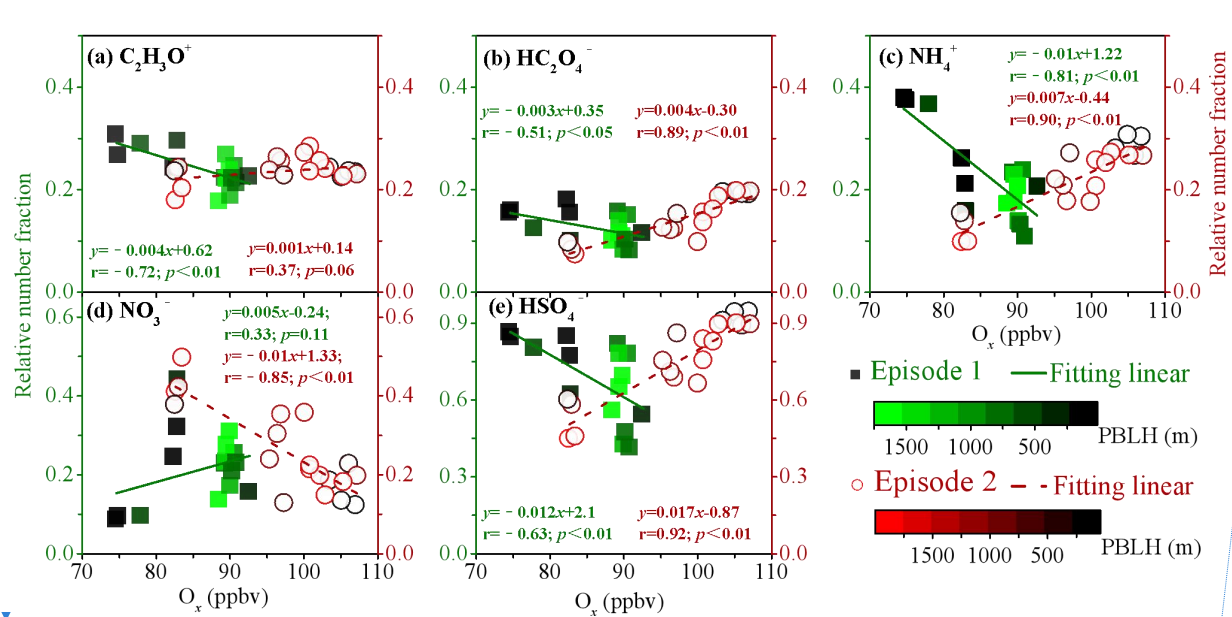 (a) C₂H₃O⁺
0.4
0.2
0.0
0.4
0.2
0.0
y= - 0.004x+0.62
r= - 0.72; p<0.01
y=0.001x+0.14
r=0.37; p=0.06
(b) HC₂O₄⁻
0.4
0.2
0.0
0.4
0.2
0.0
y= - 0.003x+0.35
r= - 0.51; p<0.05
y=0.004x-0.30
r=0.89; p<0.01
(c) NH₄⁺
0.4
0.2
0.0
0.4
0.2
0.0
y= - 0.01x+1.22
r= - 0.81; p<0.01
y=0.007x-0.44
r=0.90; p<0.01
70 80 90 100 110
Oₓ (ppbv)
Relative number fraction
Relative number fraction
(d) NO₃⁻
0.6
0.4
0.2
0.0
0.6
0.4
0.2
0.0
y=0.005x-0.24;
r=0.33; p=0.11
y= - 0.01x+1.33;
r= - 0.85; p<0.01
70 80 90 100 110
Oₓ (ppbv)
(e) HSO₄⁻
0.9
0.6
0.3
0.0
0.9
0.6
0.3
0.0
y= - 0.012x+2.1
r= - 0.63; p<0.01
y=0.017x-0.87
r=0.92; p<0.01
70 80 90 100 110
Oₓ (ppbv)
Episode 1 Fitting linear
1500 1000 500 PBLH (m)
Episode 2 Fitting linear
1500 1000 500 PBLH (m)